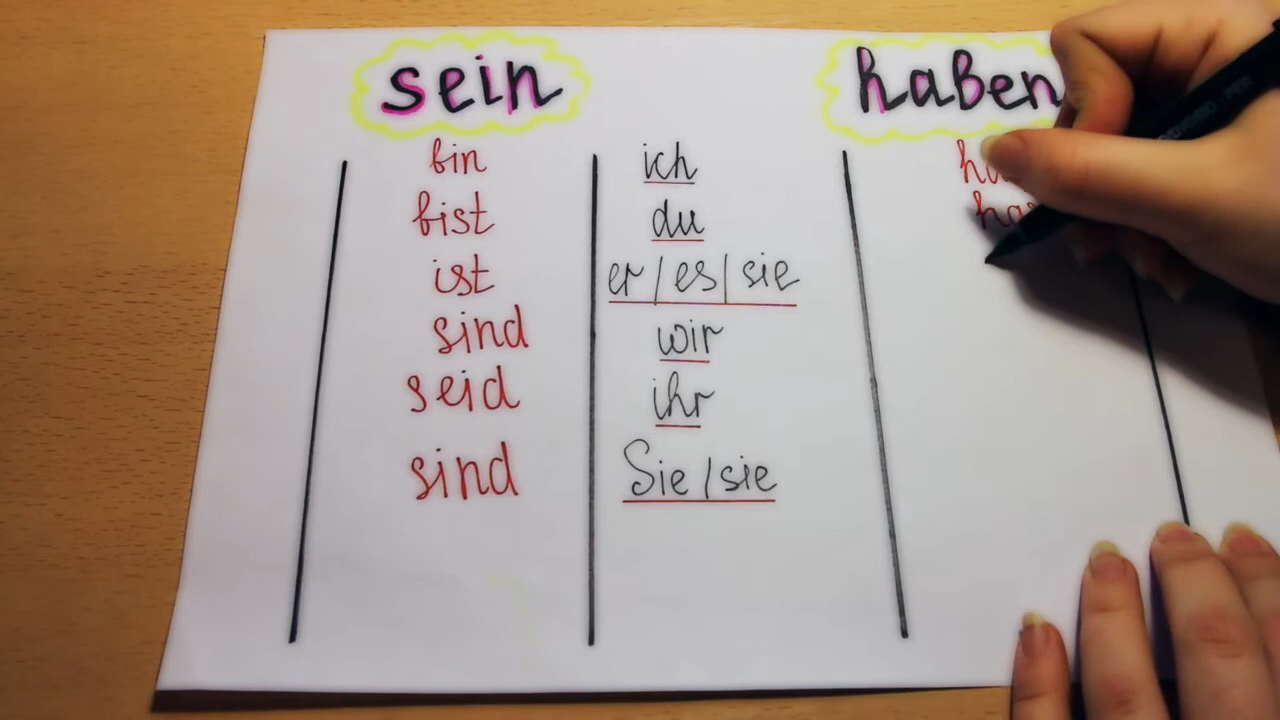 sein haben
bin ich
bist du
ist er/es/sie
sind wir
seid ihr
sind Sie/sie